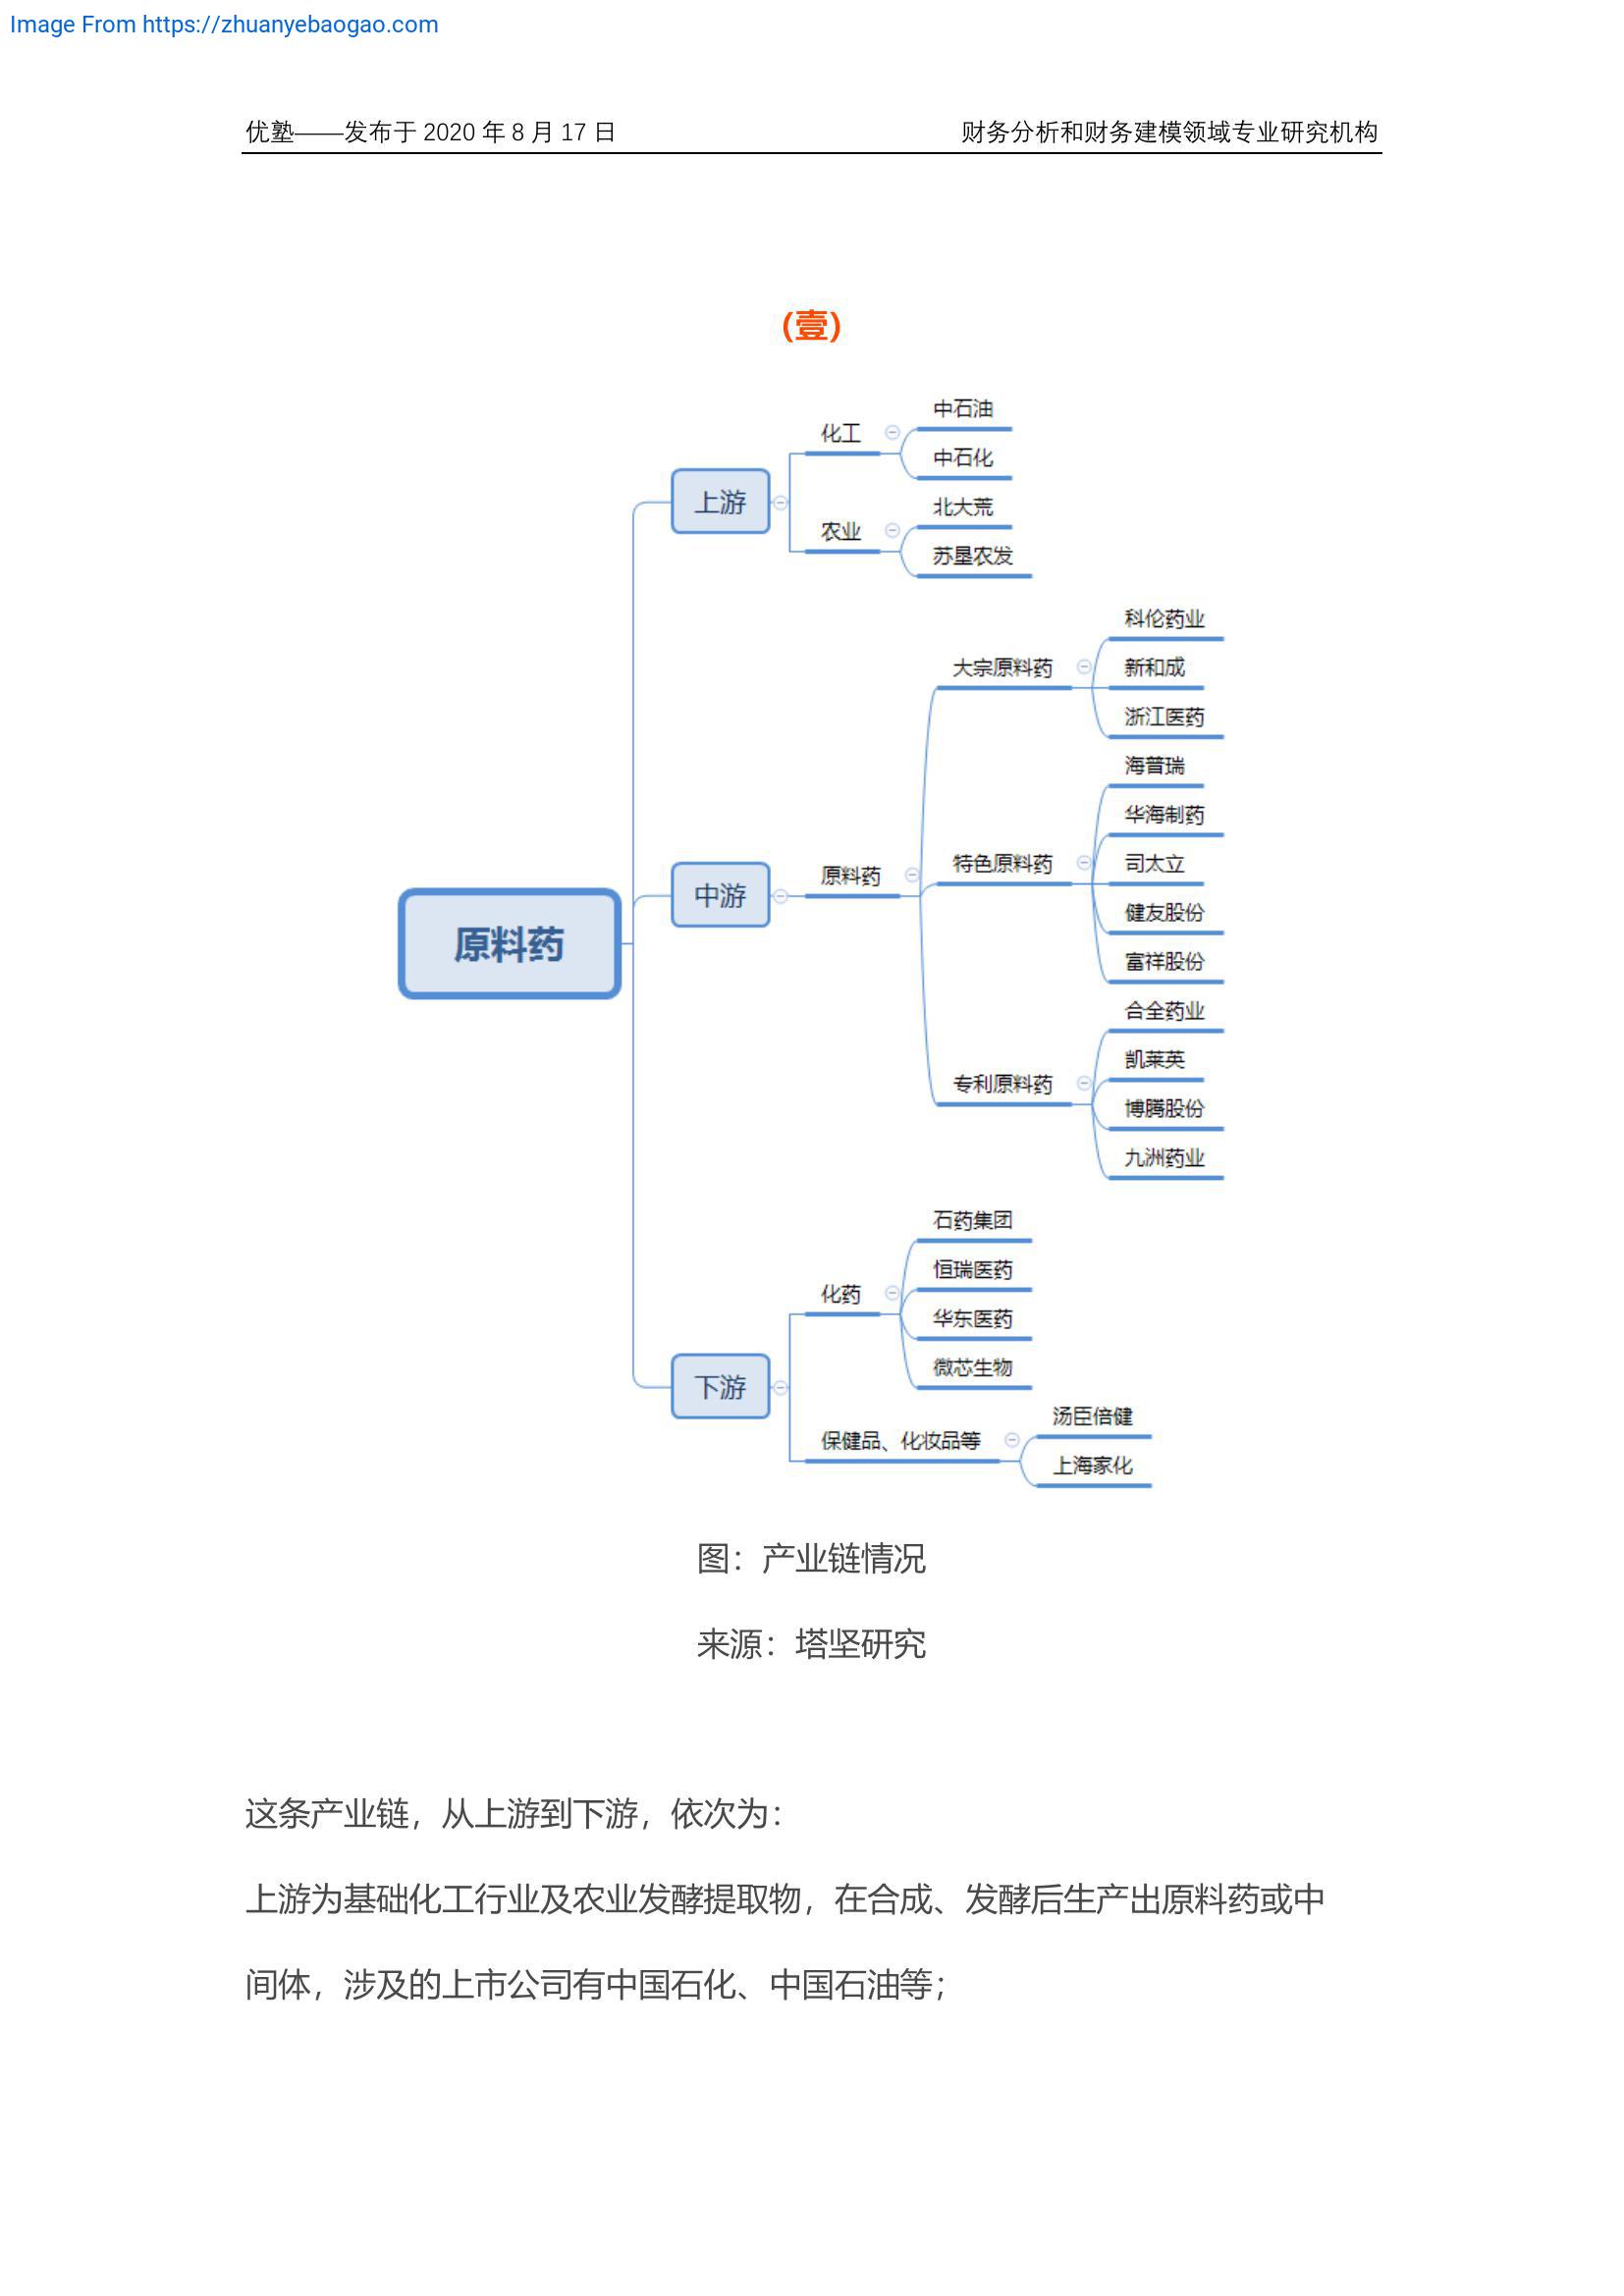 Image From https://zhuanyebaogao.com
优塾——发布于 2020 年 8 月 17 日
财务分析和财务建模领域专业研究机构
(壹)
原料药
上游
化工
中石油
中石化
农业
北大荒
苏垦农发
中游
原料药
大宗原料药
科伦药业
新和成
浙江医药
特色原料药
海普瑞
华海制药
司太立
健友股份
富祥股份
专利原料药
合全药业
凯莱英
博腾股份
九洲药业
下游
化药
石药集团
恒瑞医药
华东医药
微芯生物
保健品、化妆品等
汤臣倍健
上海家化
图：产业链情况
来源：塔坚研究
这条产业链，从上游到下游，依次为：
上游为基础化工行业及农业发酵提取物，在合成、发酵后生产出原料药或中
间体，涉及的上市公司有中国石化、中国石油等；